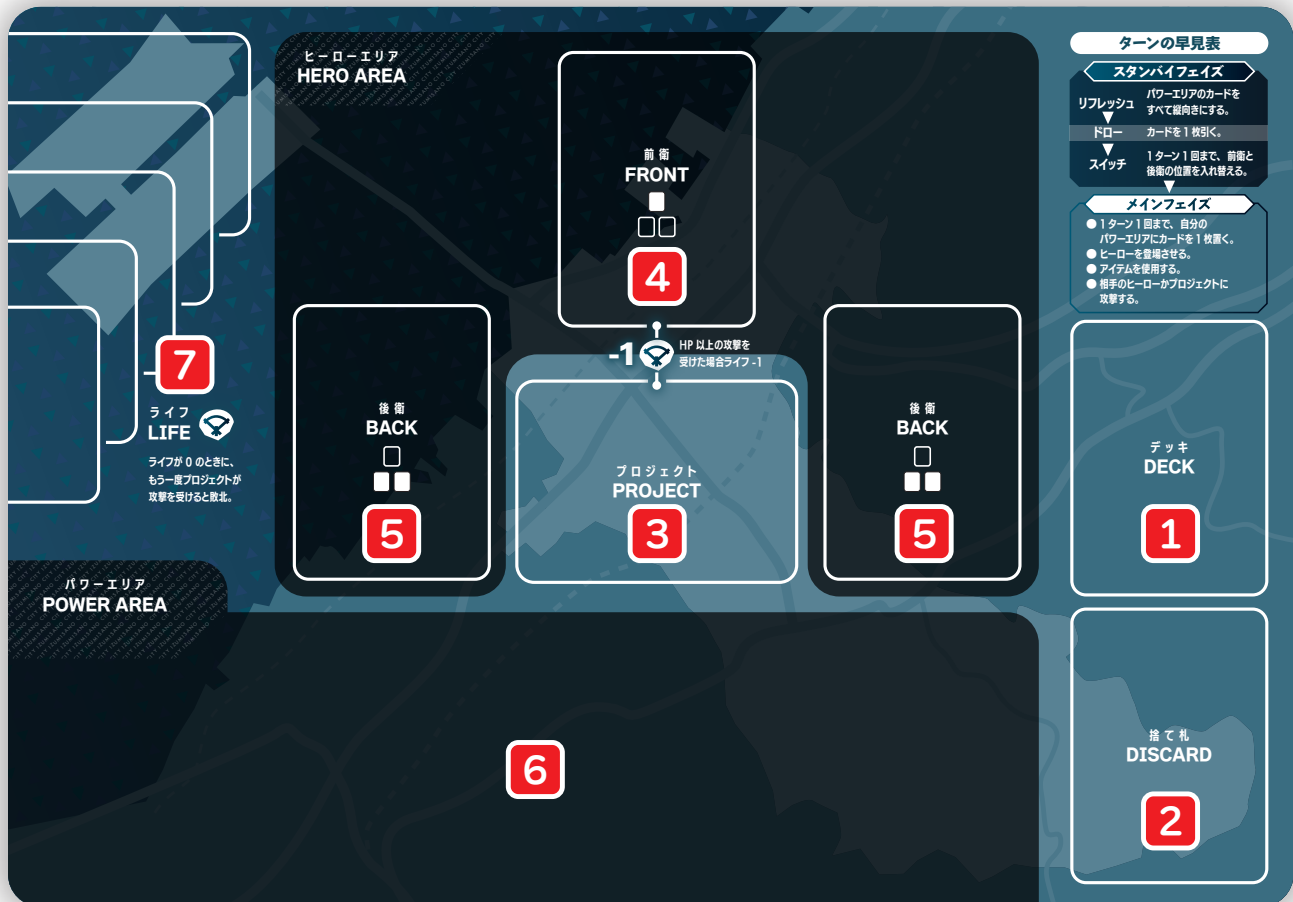 ヒーローエリア
HERO AREA
前衛
FRONT
4
-1
HP 以上の攻撃を
受けた場合ライフ -1
後衛
BACK
5
プロジェクト
PROJECT
3
後衛
BACK
5
7
ライフ
LIFE
ライフが 0 のときに、
もう一度プロジェクトが
攻撃を受けると敗北。
パワーエリア
POWER AREA
6
ターンの早見表
スタンバイフェイズ
リフレッシュ
パワーエリアのカードを
すべて縦向きにする。
ドロー
カードを 1 枚引く。
スイッチ
1 ターン 1 回まで、前衛と
後衛の位置を入れ替える。
メインフェイズ
● 1 ターン 1 回まで、自分の
パワーエリアにカードを 1 枚置く。
● ヒーローを登場させる。
● アイテムを使用する。
● 相手のヒーローかプロジェクトに
攻撃する。
デッキ
DECK
1
捨て札
DISCARD
2